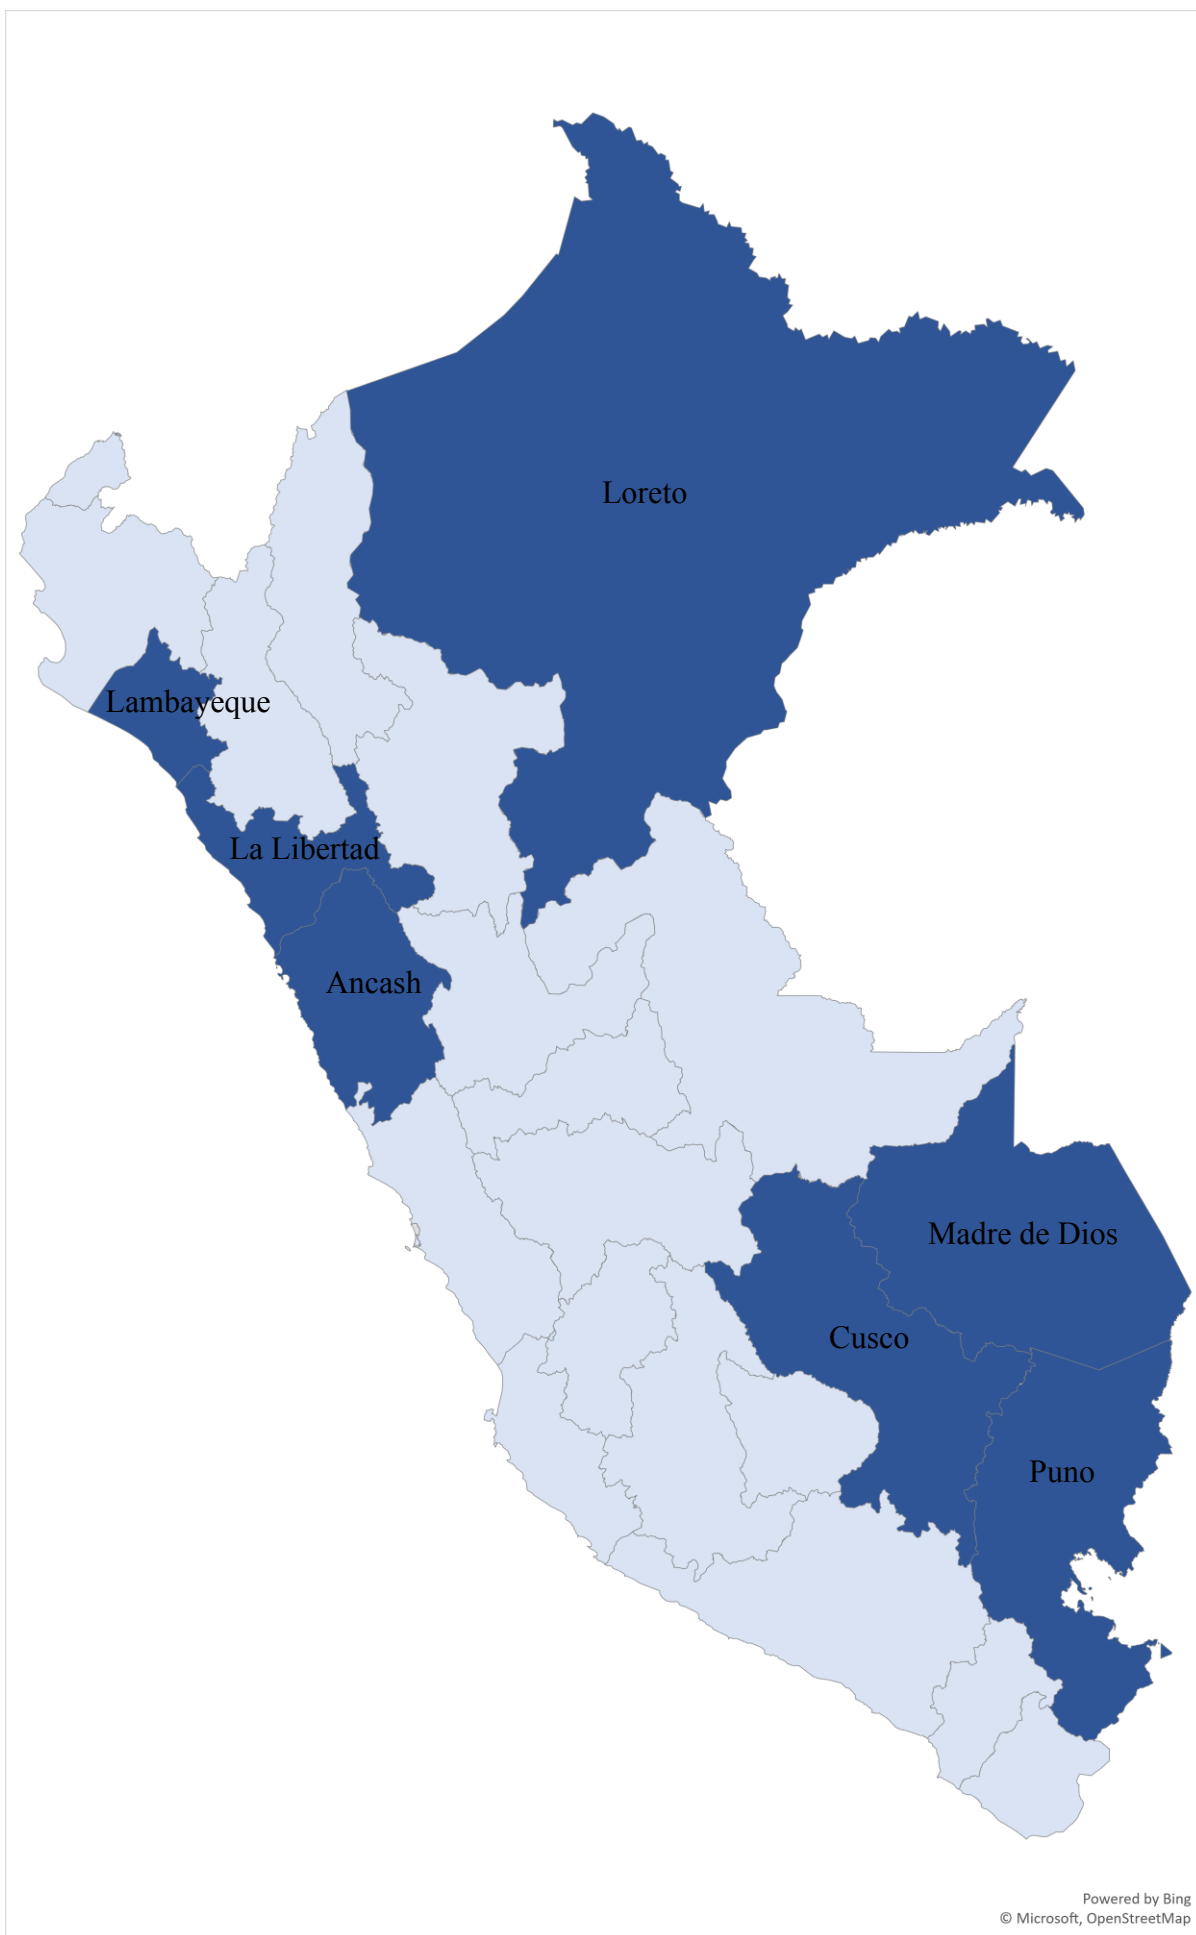 Loreto
Lambayeque
La Libertad
Ancash
Madre de Dios
Cusco
Puno
Powered by Bing
© Microsoft, OpenStreetMap